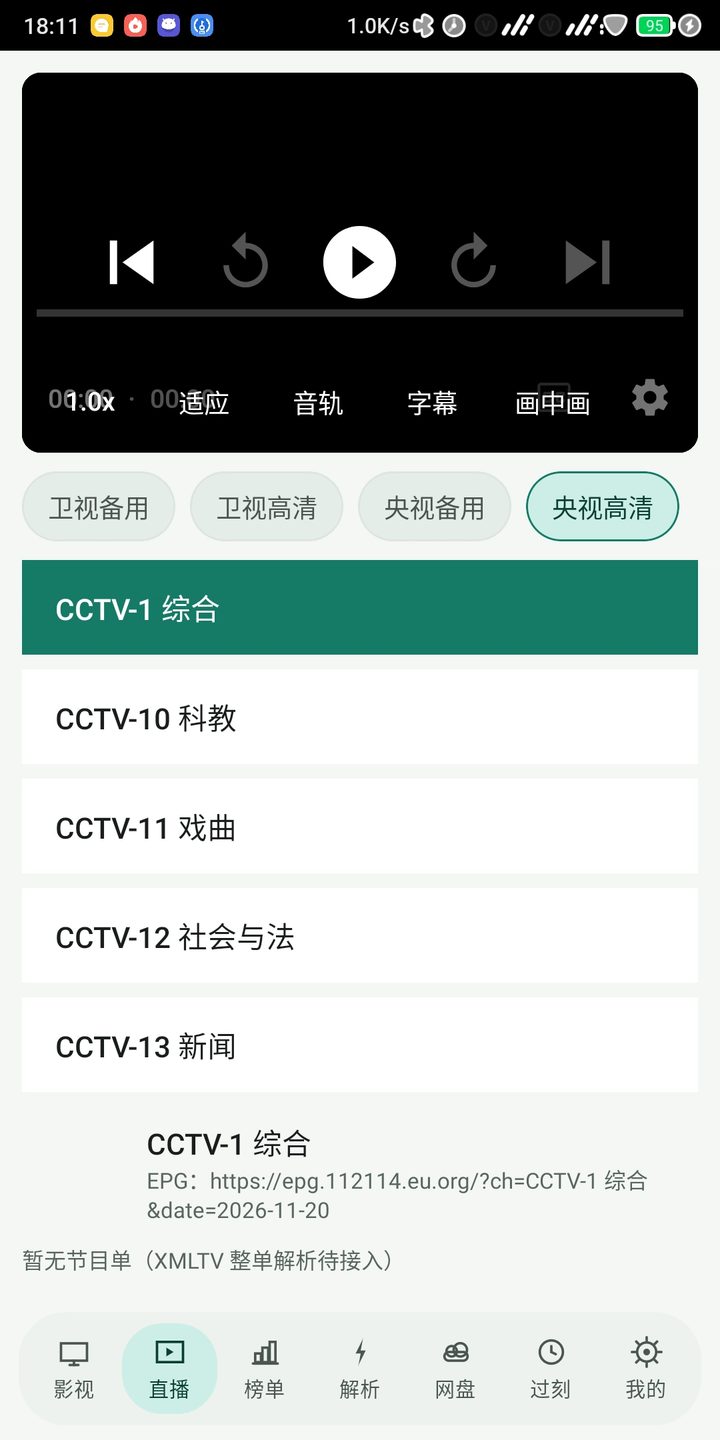 18:11
1.0K/s
95
00:00 · 00:00
1.0x 适应 音轨 字幕 画中画
卫视备用 卫视高清 央视备用 央视高清
CCTV-1 综合
CCTV-10 科教
CCTV-11 戏曲
CCTV-12 社会与法
CCTV-13 新闻
CCTV-1 综合
EPG：https://epg.112114.eu.org/?ch=CCTV-1 综合
&date=2026-11-20
暂无节目单（XMLTV 整单解析待接入）
影视 直播 榜单 解析 网盘 过刻 我的